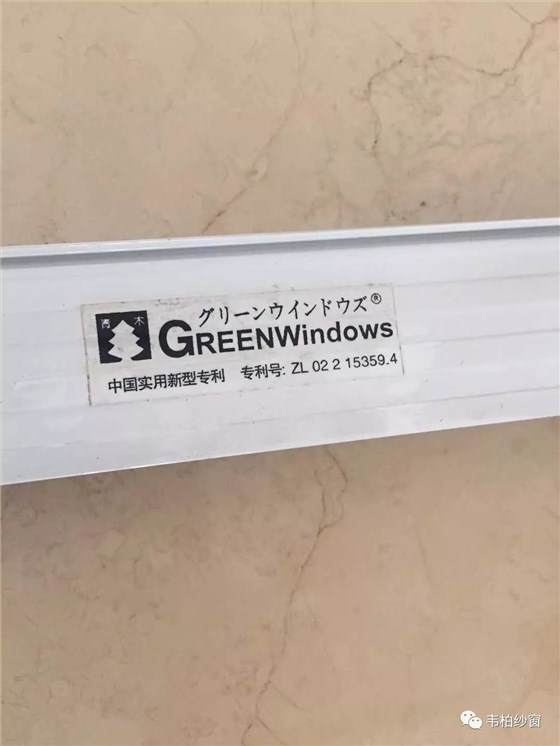 青木
グリーンウインドウズ®
GREENWindows
中国实用新型专利 专利号: ZL 02 2 15359.4
韦柏纱窗